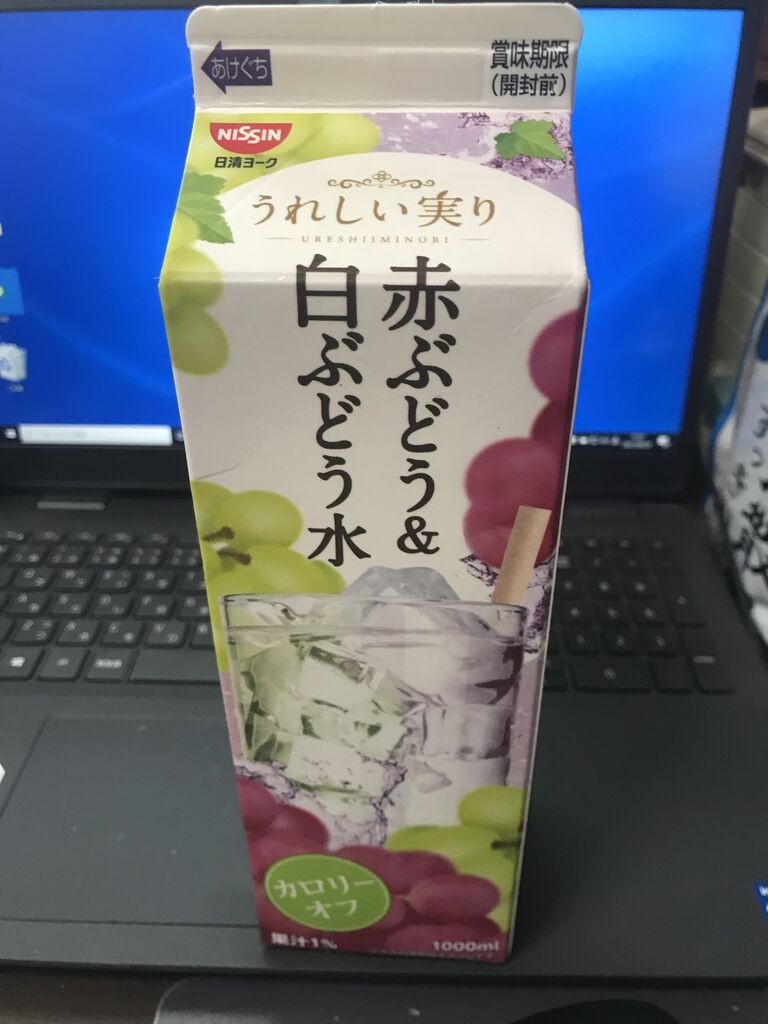 あけぐち
賞味期限
(開封前)
NISSIN
日清ヨーク
うれしい実り
URESHIIMINORI
赤ぶどう&
白ぶどう水
カロリー
オフ
果汁1%
1000ml